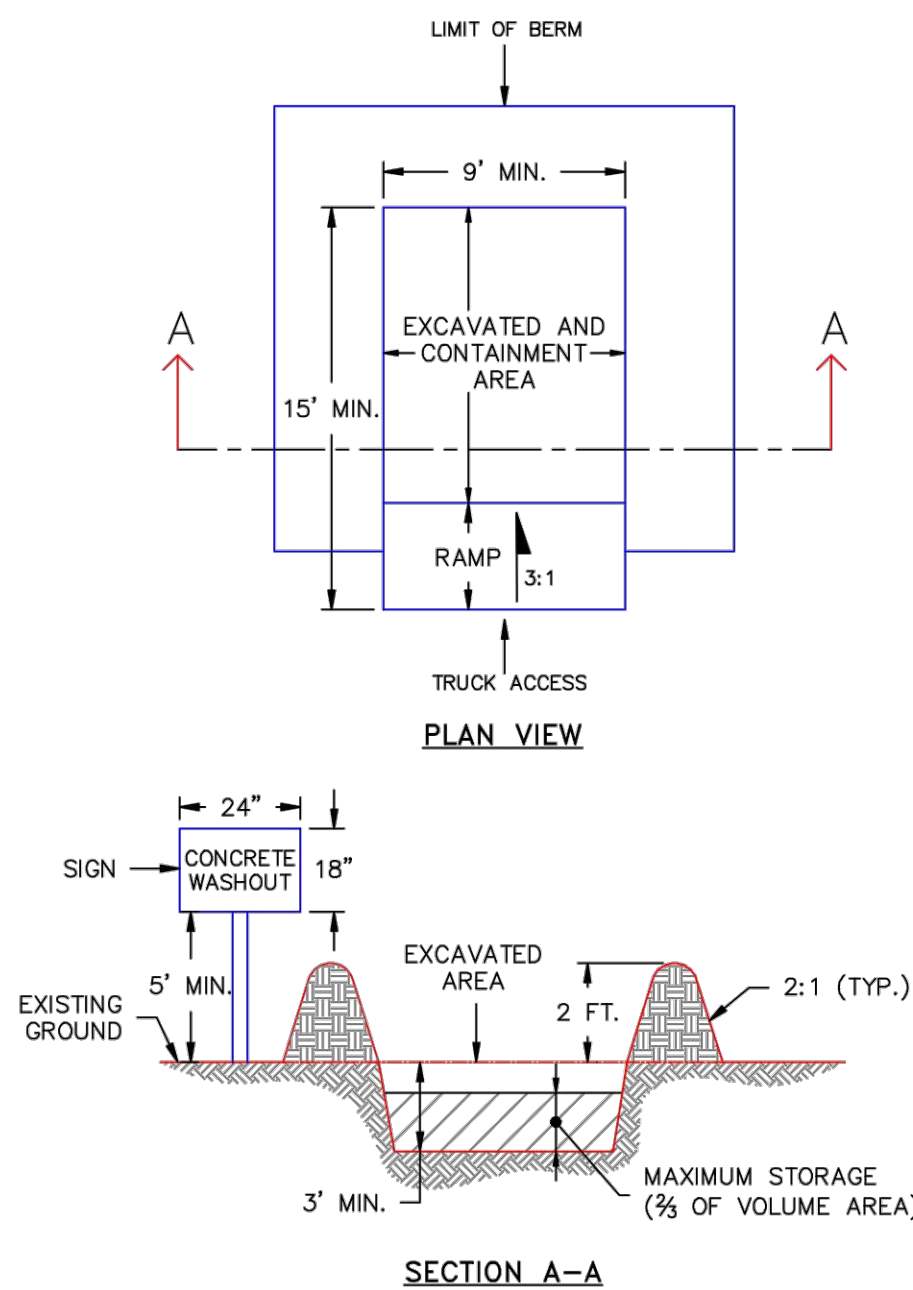 LIMIT OF BERM
9' MIN.
A
A
EXCAVATED AND
CONTAINMENT
AREA
15' MIN.
RAMP
3:1
TRUCK ACCESS
PLAN VIEW
24"
SIGN
CONCRETE
WASHOUT
18"
5' MIN.
EXCAVATED
AREA
2 FT.
2:1 (TYP.)
EXISTING
GROUND
3' MIN.
MAXIMUM STORAGE
(⅔ OF VOLUME AREA)
SECTION A-A